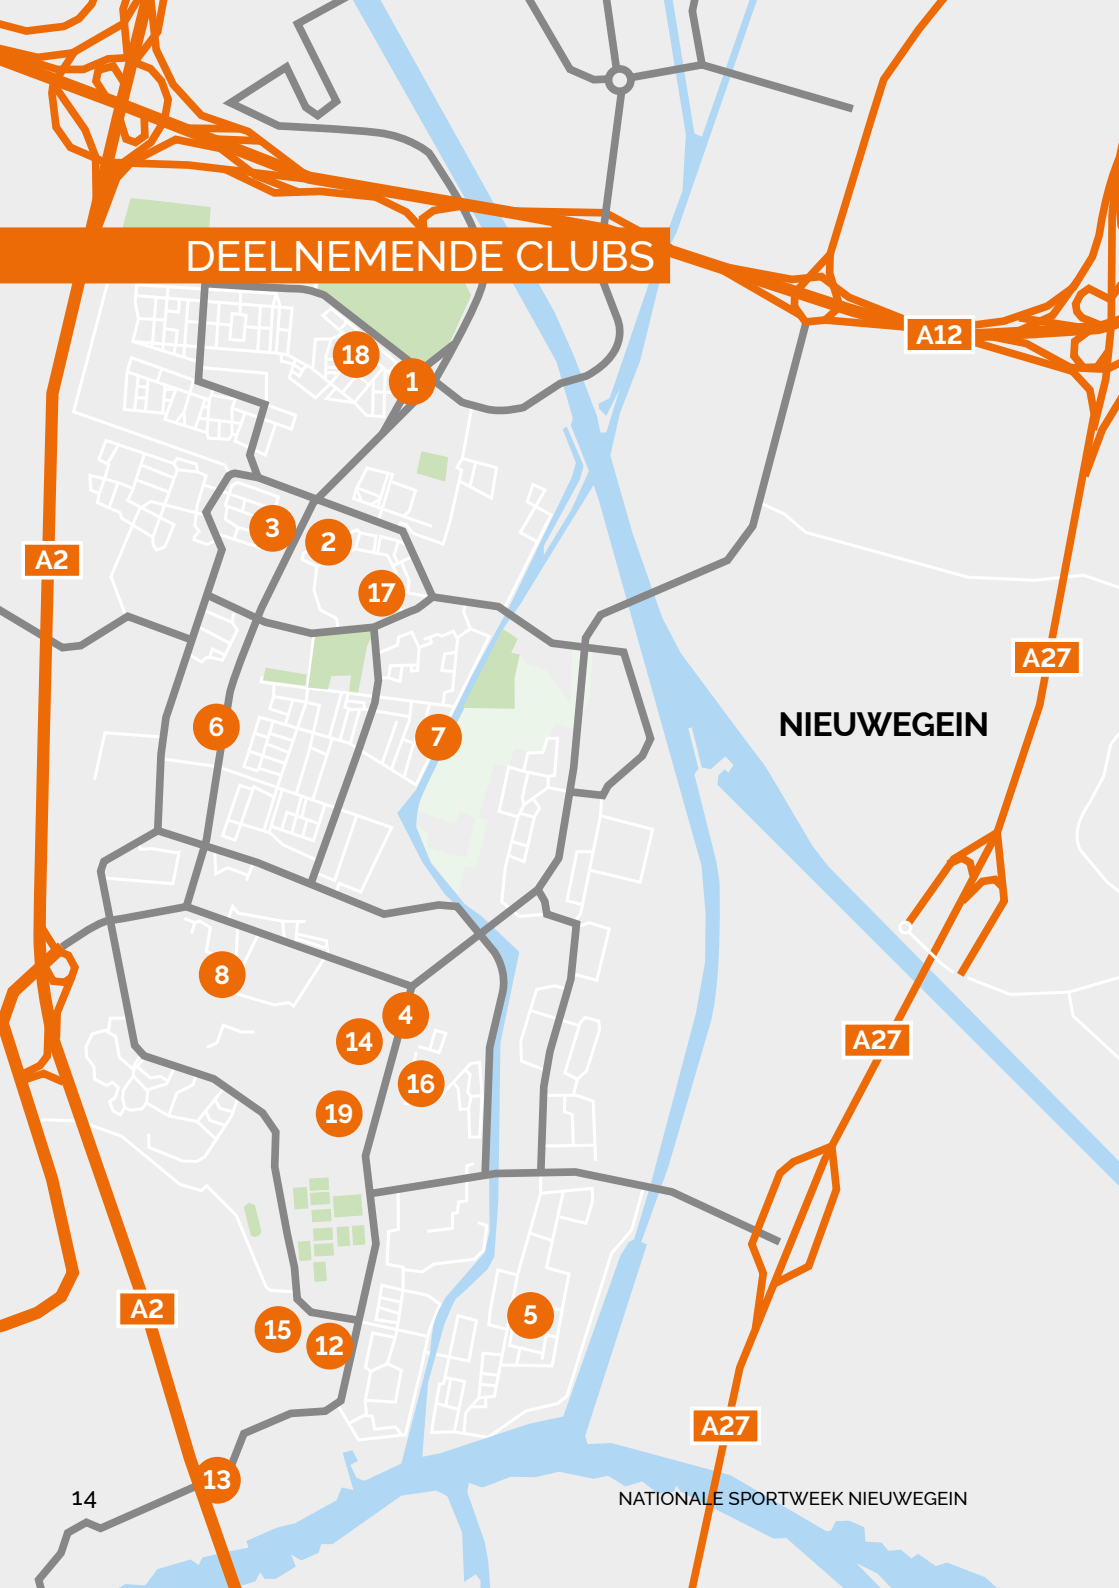 DEELNEMENDE CLUBS
A12
18
1
3
2
A2
17
A27
6
7
NIEUWEGEIN
8
4
14
A27
16
19
A2
5
15
12
A27
13
14
NATIONALE SPORTWEEK NIEUWEGEIN